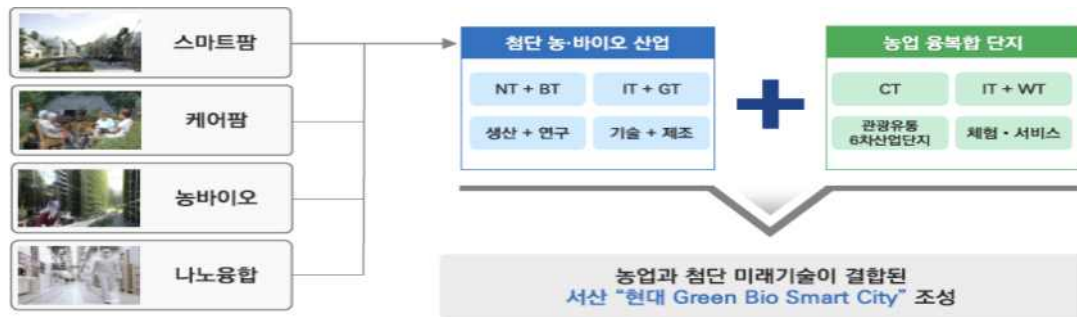 스마트팜
케어팜
농바이오
나노융합
첨단 농·바이오 산업
NT + BT
IT + GT
생산 + 연구
기술 + 제조
농업 융복합 단지
CT
IT + WT
관광유통
6차산업단지
체험·서비스
농업과 첨단 미래기술이 결합된
서산 “현대 Green Bio Smart City” 조성